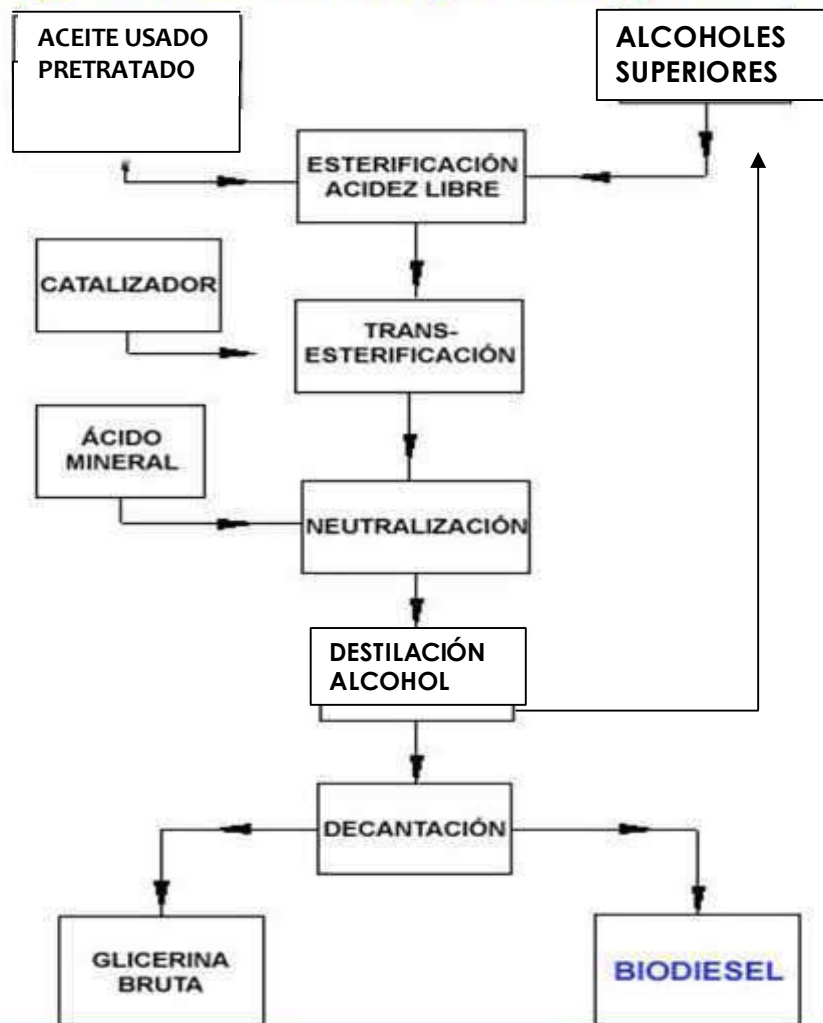 ACEITE USADO
PRETRATADO
ALCOHOLES
SUPERIORES
ESTERIFICACIÓN
ACIDEZ LIBRE
CATALIZADOR
TRANS-
ESTERIFICACIÓN
ÁCIDO
MINERAL
NEUTRALIZACIÓN
DESTILACIÓN
ALCOHOL
DECANTACIÓN
GLICERINA
BRUTA
BIODIESEL